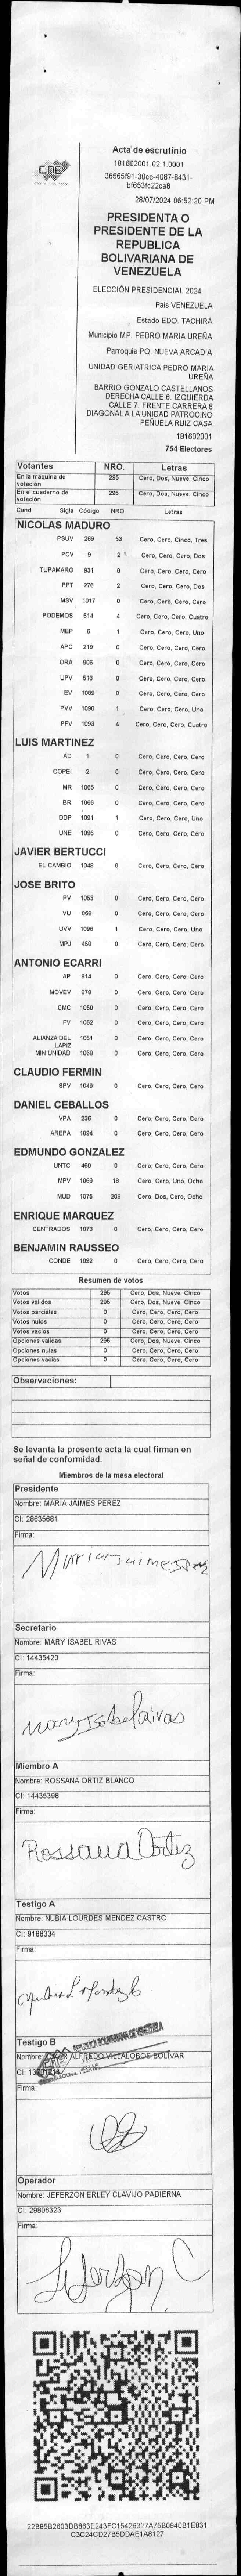 CNE
Acta de escrutinio
181602001.02.1.0001
36565f91-30ce-4087-8431-
bf653fc22ca8
28/07/2024 06:52:20 PM
PRESIDENTA O
PRESIDENTE DE LA
REPUBLICA
BOLIVARIANA DE
VENEZUELA
ELECCIÓN PRESIDENCIAL 2024
País VENEZUELA
Estado EDO. TACHIRA
Municipio MP. PEDRO MARIA UREÑA
Parroquia PQ. NUEVA ARCADIA
UNIDAD GERIATRICA PEDRO MARIA
UREÑA
BARRIO GONZALO CASTELLANOS
DERECHA CALLE 6. IZQUIERDA
CALLE 7. FRENTE CARRERA 8
DIAGONAL A LA UNIDAD PATROCINO
PEÑUELA RUIZ CASA
181602001
754 Electores
Votantes NRO. Letras
En la máquina de votación 295 Cero, Dos, Nueve, Cinco
En el cuaderno de votación 295 Cero, Dos, Nueve, Cinco
Cand. Sigla Código NRO. Letras
NICOLAS MADURO
PSUV 269 53 Cero, Cero, Cinco, Tres
PCV 9 2 Cero, Cero, Cero, Dos
TUPAMARO 931 0 Cero, Cero, Cero, Cero
PPT 276 2 Cero, Cero, Cero, Dos
MSV 1017 0 Cero, Cero, Cero, Cero
PODEMOS 514 4 Cero, Cero, Cero, Cuatro
MEP 6 1 Cero, Cero, Cero, Uno
APC 219 0 Cero, Cero, Cero, Cero
ORA 906 0 Cero, Cero, Cero, Cero
UPV 513 0 Cero, Cero, Cero, Cero
EV 1089 0 Cero, Cero, Cero, Cero
PVV 1090 1 Cero, Cero, Cero, Uno
PFV 1093 4 Cero, Cero, Cero, Cuatro
LUIS MARTINEZ
AD 1 0 Cero, Cero, Cero, Cero
COPEI 2 0 Cero, Cero, Cero, Cero
MR 1065 0 Cero, Cero, Cero, Cero
BR 1066 0 Cero, Cero, Cero, Cero
DDP 1091 1 Cero, Cero, Cero, Uno
UNE 1095 0 Cero, Cero, Cero, Cero
JAVIER BERTUCCI
EL CAMBIO 1048 0 Cero, Cero, Cero, Cero
JOSE BRITO
PV 1053 0 Cero, Cero, Cero, Cero
VU 868 0 Cero, Cero, Cero, Cero
UVV 1096 1 Cero, Cero, Cero, Uno
MPJ 458 0 Cero, Cero, Cero, Cero
ANTONIO ECARRI
AP 814 0 Cero, Cero, Cero, Cero
MOVEV 878 0 Cero, Cero, Cero, Cero
CMC 1050 0 Cero, Cero, Cero, Cero
FV 1062 0 Cero, Cero, Cero, Cero
ALIANZA DEL LAPIZ 1051 0 Cero, Cero, Cero, Cero
MIN UNIDAD 1088 0 Cero, Cero, Cero, Cero
CLAUDIO FERMIN
SPV 1049 0 Cero, Cero, Cero, Cero
DANIEL CEBALLOS
VPA 236 0 Cero, Cero, Cero, Cero
AREPA 1094 0 Cero, Cero, Cero, Cero
EDMUNDO GONZALEZ
UNTC 460 0 Cero, Cero, Cero, Cero
MPV 1069 18 Cero, Cero, Uno, Ocho
MUD 1075 208 Cero, Dos, Cero, Ocho
ENRIQUE MARQUEZ
CENTRADOS 1073 0 Cero, Cero, Cero, Cero
BENJAMIN RAUSSEO
CONDE 1092 0 Cero, Cero, Cero, Cero
Resumen de votos
Votos 295 Cero, Dos, Nueve, Cinco
Votos validos 295 Cero, Dos, Nueve, Cinco
Votos parciales 0 Cero, Cero, Cero, Cero
Votos nulos 0 Cero, Cero, Cero, Cero
Votos vacios 0 Cero, Cero, Cero, Cero
Opciones validas 295 Cero, Dos, Nueve, Cinco
Opciones nulas 0 Cero, Cero, Cero, Cero
Opciones vacias 0 Cero, Cero, Cero, Cero
Observaciones:
Se levanta la presente acta la cual firman en
señal de conformidad.
Miembros de la mesa electoral
Presidente
Nombre: MARIA JAIMES PEREZ
CI: 28635681
Firma:
Secretario
Nombre: MARY ISABEL RIVAS
CI: 14435420
Firma:
Mary Isabel Rivas
Miembro A
Nombre: ROSSANA ORTIZ BLANCO
CI: 14435398
Firma:
Rossana Ortiz
Testigo A
Nombre: NUBIA LOURDES MENDEZ CASTRO
CI: 9188334
Firma:
Testigo B
REPUBLICA BOLIVARIANA DE VENEZUELA
Nombre: ALFREDO VILLALOBOS BOLIVAR
CI:
Firma:
Operador
Nombre: JEFERZON ERLEY CLAVIJO PADIERNA
CI: 29806323
Firma:
Jeferzon C
22B85B2603DB863E243FC15426327A75B0940B1E831
C3C24CD27B5DDAE1A8127